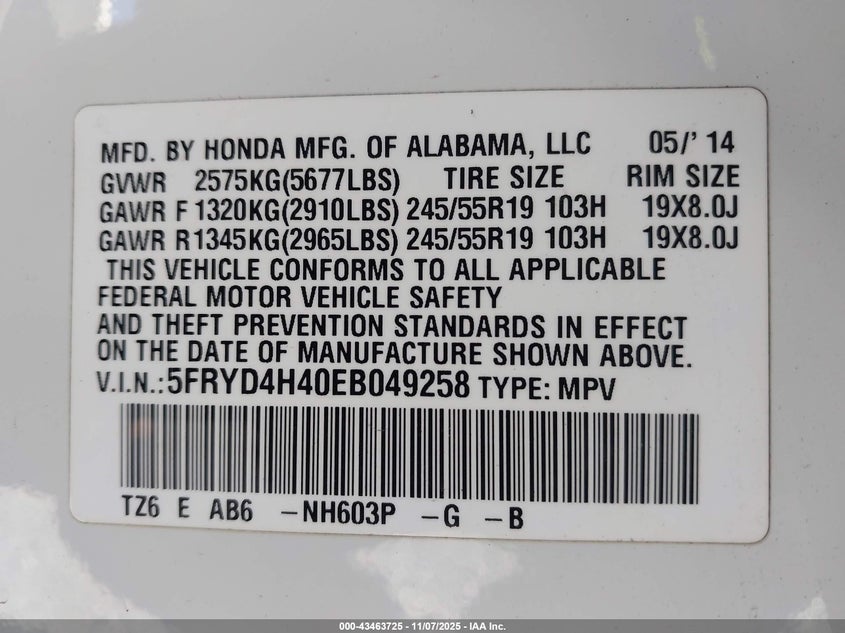 MFD. BY HONDA MFG. OF ALABAMA, LLC 05/' 14
GVWR 2575KG(5677LBS) TIRE SIZE RIM SIZE
GAWR F 1320KG(2910LBS) 245/55R19 103H 19X8.0J
GAWR R 1345KG(2965LBS) 245/55R19 103H 19X8.0J
THIS VEHICLE CONFORMS TO ALL APPLICABLE
FEDERAL MOTOR VEHICLE SAFETY
AND THEFT PREVENTION STANDARDS IN EFFECT
ON THE DATE OF MANUFACTURE SHOWN ABOVE.
V.I.N.: 5FRYD4H40EB049258 TYPE: MPV
TZ6 E AB6 -NH603P -G -B
000-43463725 - 11/07/2025 - IAA Inc.